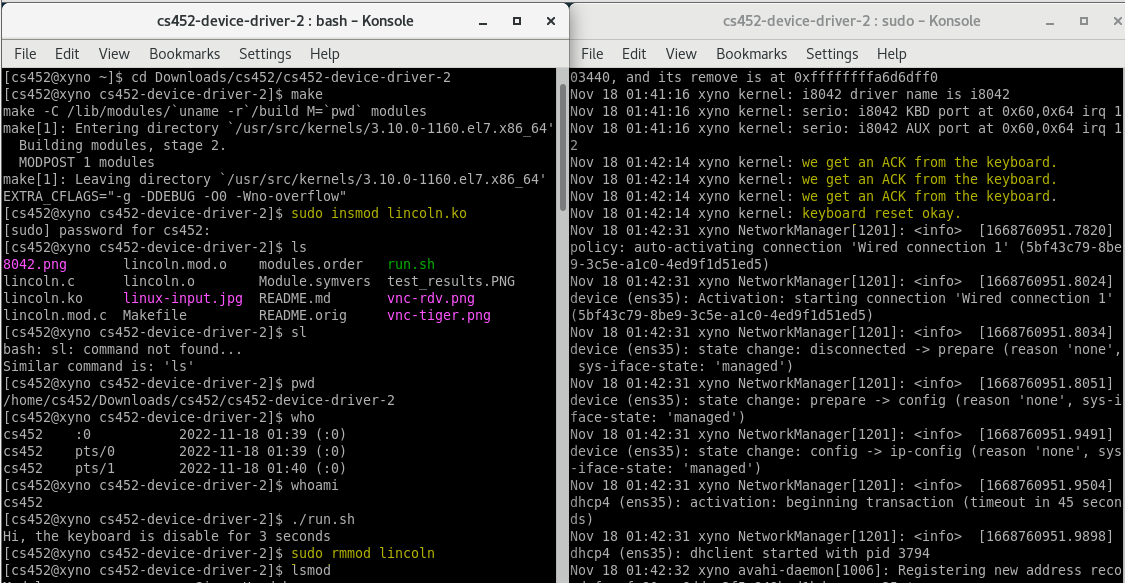 cs452-device-driver-2 : bash – Konsole
File Edit View Bookmarks Settings Help
[cs452@xyno ~]$ cd Downloads/cs452/cs452-device-driver-2
[cs452@xyno cs452-device-driver-2]$ make
make -C /lib/modules/`uname -r`/build M=`pwd` modules
make[1]: Entering directory `/usr/src/kernels/3.10.0-1160.el7.x86_64'
  Building modules, stage 2.
  MODPOST 1 modules
make[1]: Leaving directory `/usr/src/kernels/3.10.0-1160.el7.x86_64'
EXTRA_CFLAGS="-g -DDEBUG -O0 -Wno-overflow"
[cs452@xyno cs452-device-driver-2]$ sudo insmod lincoln.ko
[sudo] password for cs452:
[cs452@xyno cs452-device-driver-2]$ ls
8042.png       lincoln.mod.o    modules.order   run.sh
lincoln.c      lincoln.o        Module.symvers  test_results.PNG
lincoln.ko     linux-input.jpg  README.md       vnc-rdv.png
lincoln.mod.c  Makefile         README.orig     vnc-tiger.png
[cs452@xyno cs452-device-driver-2]$ sl
bash: sl: command not found...
Similar command is: 'ls'
[cs452@xyno cs452-device-driver-2]$ pwd
/home/cs452/Downloads/cs452/cs452-device-driver-2
[cs452@xyno cs452-device-driver-2]$ who
cs452    :0           2022-11-18 01:39 (:0)
cs452    pts/0        2022-11-18 01:39 (:0)
cs452    pts/1        2022-11-18 01:40 (:0)
[cs452@xyno cs452-device-driver-2]$ whoami
cs452
[cs452@xyno cs452-device-driver-2]$ ./run.sh
Hi, the keyboard is disable for 3 seconds
[cs452@xyno cs452-device-driver-2]$ sudo rmmod lincoln
[cs452@xyno cs452-device-driver-2]$ lsmod
cs452-device-driver-2 : sudo – Konsole
File Edit View Bookmarks Settings Help
03440, and its remove is at 0xffffffffa6d6dff0
Nov 18 01:41:16 xyno kernel: i8042 driver name is i8042
Nov 18 01:41:16 xyno kernel: serio: i8042 KBD port at 0x60,0x64 irq 1
Nov 18 01:41:16 xyno kernel: serio: i8042 AUX port at 0x60,0x64 irq 1
2
Nov 18 01:42:14 xyno kernel: we get an ACK from the keyboard.
Nov 18 01:42:14 xyno kernel: we get an ACK from the keyboard.
Nov 18 01:42:14 xyno kernel: we get an ACK from the keyboard.
Nov 18 01:42:14 xyno kernel: keyboard reset okay.
Nov 18 01:42:31 xyno NetworkManager[1201]: <info>  [1668760951.7820]
policy: auto-activating connection 'Wired connection 1' (5bf43c79-8be
9-3c5e-a1c0-4ed9f1d51ed5)
Nov 18 01:42:31 xyno NetworkManager[1201]: <info>  [1668760951.8024]
device (ens35): Activation: starting connection 'Wired connection 1'
(5bf43c79-8be9-3c5e-a1c0-4ed9f1d51ed5)
Nov 18 01:42:31 xyno NetworkManager[1201]: <info>  [1668760951.8034]
device (ens35): state change: disconnected -> prepare (reason 'none',
 sys-iface-state: 'managed')
Nov 18 01:42:31 xyno NetworkManager[1201]: <info>  [1668760951.8051]
device (ens35): state change: prepare -> config (reason 'none', sys-i
face-state: 'managed')
Nov 18 01:42:31 xyno NetworkManager[1201]: <info>  [1668760951.9491]
device (ens35): state change: config -> ip-config (reason 'none', sys
-iface-state: 'managed')
Nov 18 01:42:31 xyno NetworkManager[1201]: <info>  [1668760951.9504]
dhcp4 (ens35): activation: beginning transaction (timeout in 45 secon
ds)
Nov 18 01:42:31 xyno NetworkManager[1201]: <info>  [1668760951.9898]
dhcp4 (ens35): dhclient started with pid 3794
Nov 18 01:42:32 xyno avahi-daemon[1006]: Registering new address reco